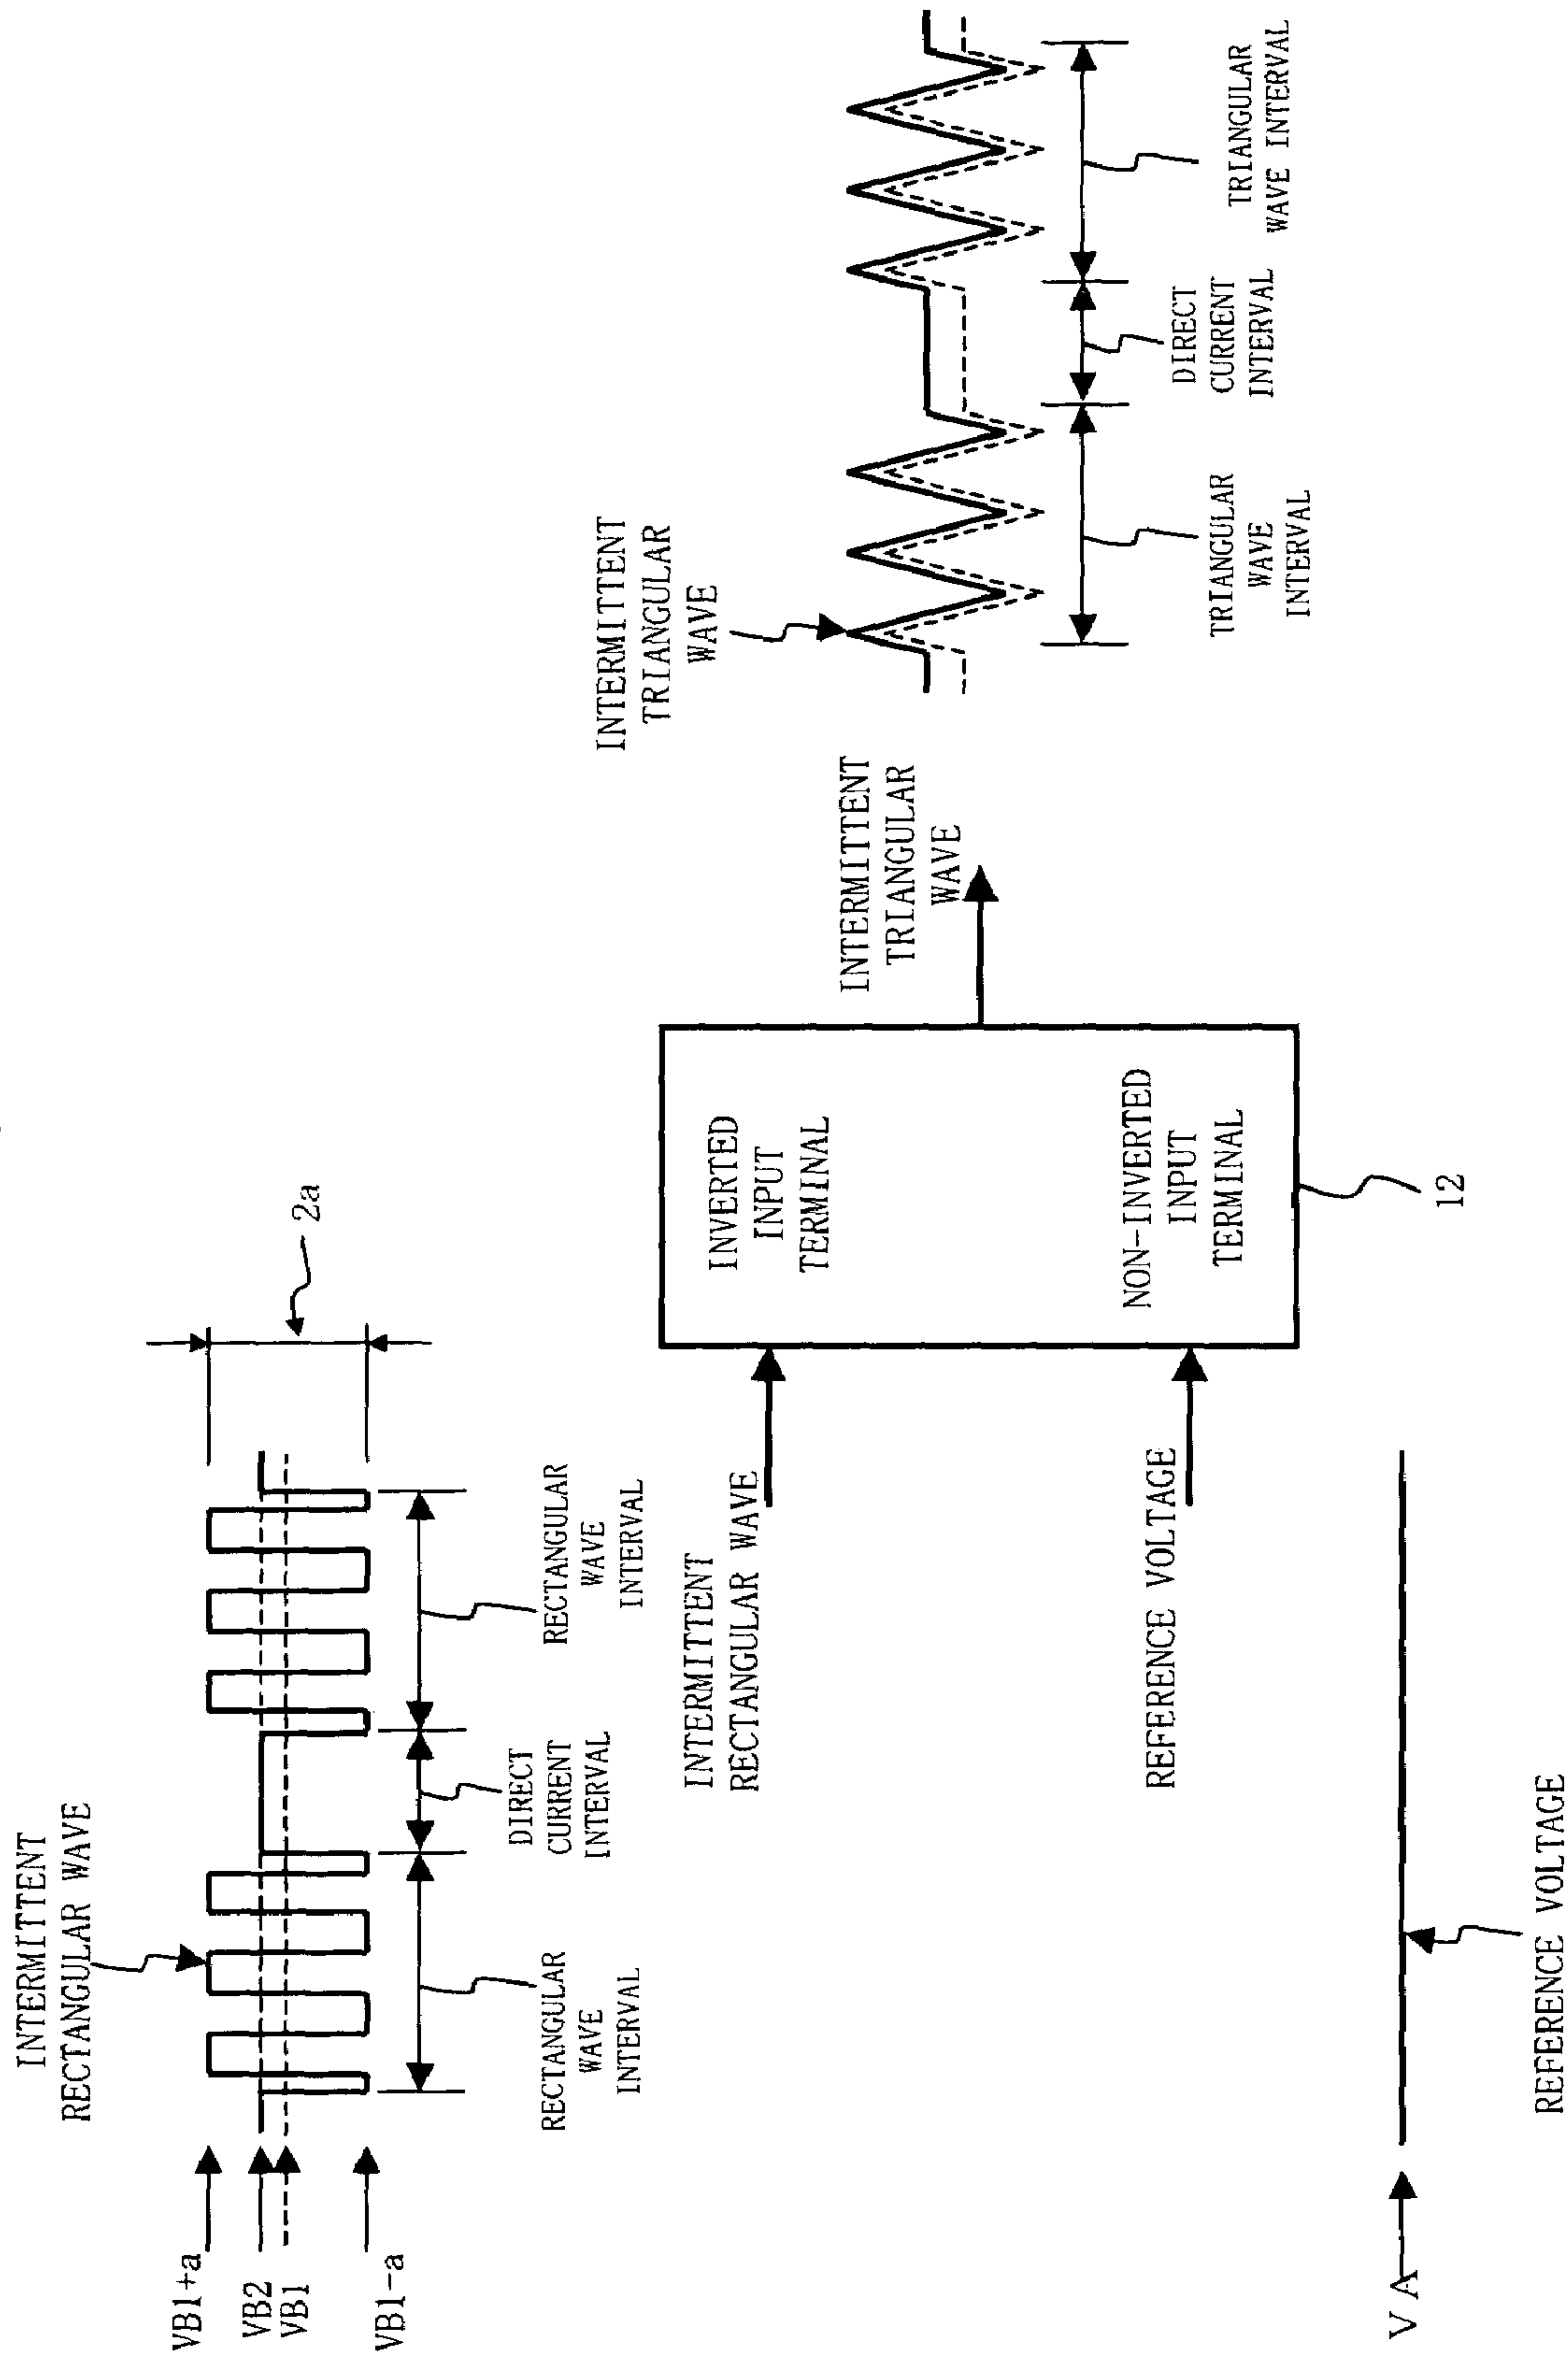 INTERMITTENT
RECTANGULAR WAVE
VB1+a
VB2
VB1
VB1-a
2a
RECTANGULAR
WAVE
INTERVAL
DIRECT
CURRENT
INTERVAL
RECTANGULAR
WAVE
INTERVAL
INTERMITTENT
RECTANGULAR WAVE
REFERENCE VOLTAGE
INVERTED
INPUT
TERMINAL
NON-INVERTED
INPUT
TERMINAL
12
INTERMITTENT
TRIANGULAR
WAVE
INTERMITTENT
TRIANGULAR
WAVE
TRIANGULAR
WAVE
INTERVAL
DIRECT
CURRENT
INTERVAL
TRIANGULAR
WAVE INTERVAL
VA
REFERENCE VOLTAGE